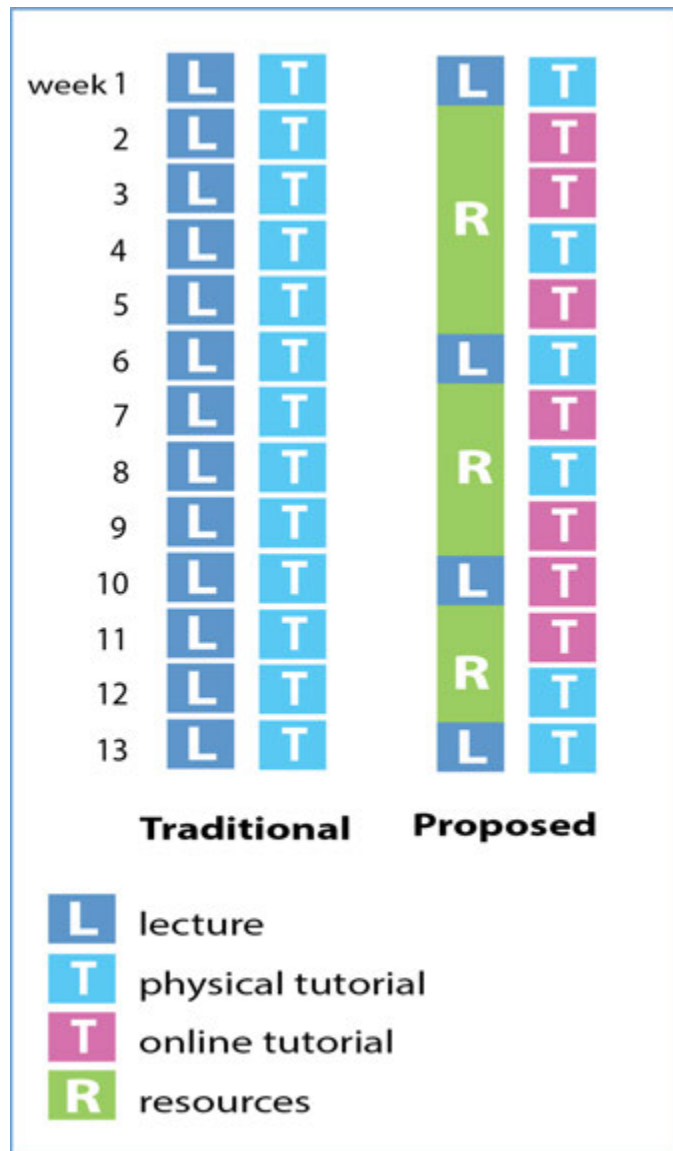 week 1 L T L T
2 L T T
3 L T T
R
4 L T T
5 L T T
6 L T L T
7 L T T
8 L T R T
9 L T T
10 L T L T
11 L T T
R
12 L T T
13 L T L T
Traditional Proposed
L lecture
T physical tutorial
T online tutorial
R resources